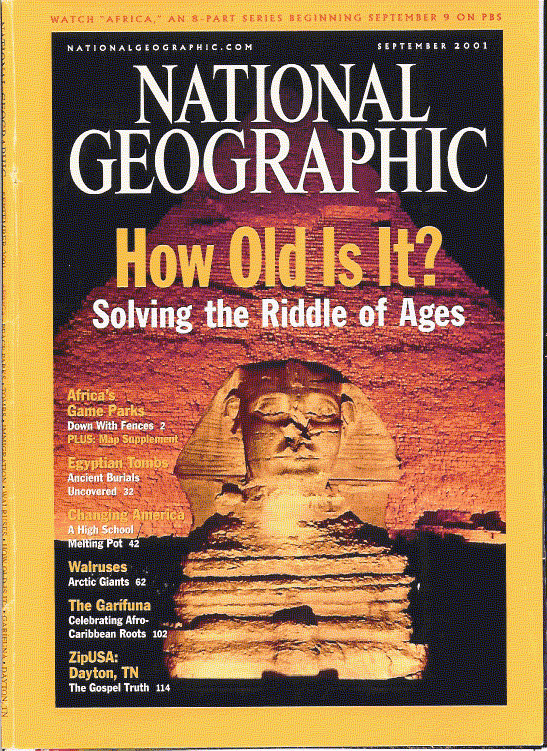 WATCH "AFRICA," AN 8-PART SERIES BEGINNING SEPTEMBER 9 ON PBS
NATIONALGEOGRAPHIC.COM
SEPTEMBER 2001
NATIONAL
GEOGRAPHIC
How Old Is It?
Solving the Riddle of Ages
Africa's
Game Parks
Down With Fences 2
PLUS: Map Supplement
Egyptian Tombs
Ancient Burials
Uncovered 32
Changing America
A High School
Melting Pot 42
Walruses
Arctic Giants 62
The Garífuna
Celebrating Afro-
Caribbean Roots 102
ZipUSA:
Dayton, TN
The Gospel Truth 114